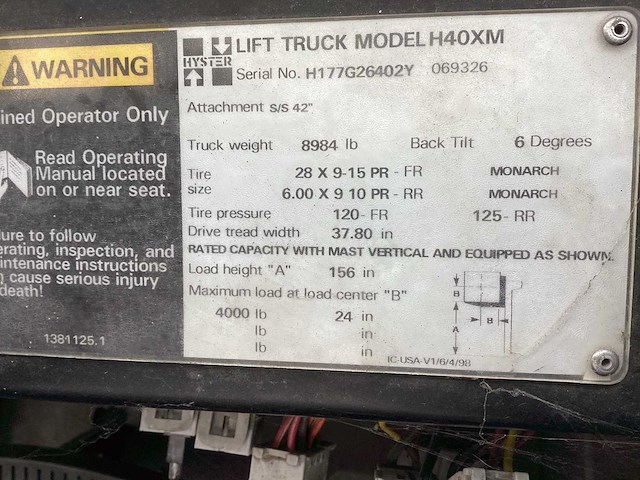 WARNING
ined Operator Only
Read Operating
Manual located
on or near seat.
ure to follow
erating, inspection, and
intenance instructions
cause serious injury
death!
1381125.1
HYSTER
LIFT TRUCK MODEL H40XM
Serial No. H177G26402Y 069326
Attachment S/S 42"
Truck weight 8984 lb Back Tilt 6 Degrees
Tire size 28 X 9-15 PR - FR MONARCH
6.00 X 9 10 PR - RR MONARCH
Tire pressure 120- FR 125- RR
Drive tread width 37.80 in
RATED CAPACITY WITH MAST VERTICAL AND EQUIPPED AS SHOWN.
Load height "A" 156 in
Maximum load at load center "B"
4000 lb 24 in
lb in
lb in
B
B
A
IC-USA-V1/6/4/98